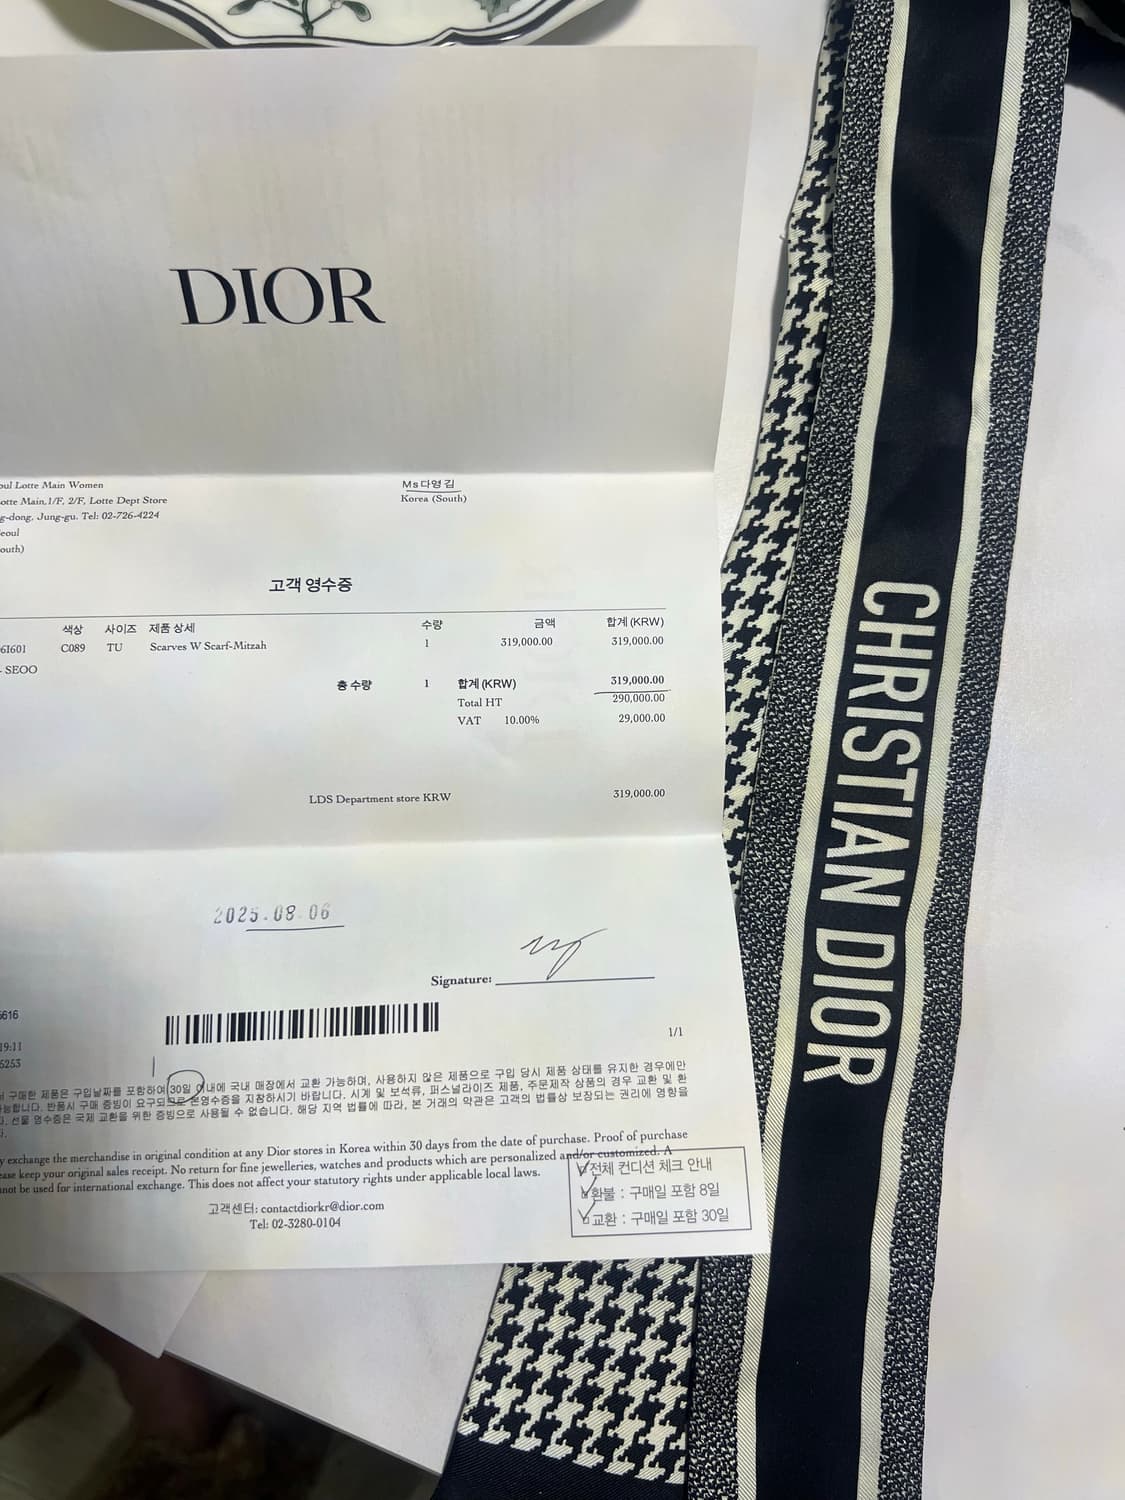 DIOR
Lotte Main Women
Main,1/F, 2/F, Lotte Dept Store
Jung-gu. Tel: 02-726-4224
Ms다영 김
Korea (South)
고객 영수증
색상 사이즈 제품 상세 수량 금액 합계(KRW)
C089 TU Scarves W Scarf-Mitzah 1 319,000.00 319,000.00
- SEOO
총 수량 1 합계(KRW) 319,000.00
Total HT 290,000.00
VAT 10.00% 29,000.00
LDS Department store KRW 319,000.00
2025.08.06
Signature:
1/1
19:11
구매한 제품은 구입날짜를 포함하여 30일 이내에 국내 매장에서 교환 가능하며, 사용하지 않은 제품으로 구입 당시 제품 상태를 유지한 경우에만
가능합니다. 반품시 구매 증빙이 요구되므로 본영수증을 지참하시기 바랍니다. 시계 및 보석류, 퍼스널라이즈 제품, 주문제작 상품의 경우 교환 및 환
선물 영수증은 국제 교환을 위한 증빙으로 사용될 수 없습니다. 해당 지역 법률에 따라, 본 거래의 약관은 고객의 법률상 보장되는 권리에 영향을
exchange the merchandise in original condition at any Dior stores in Korea within 30 days from the date of purchase. Proof of purchase
keep your original sales receipt. No return for fine jewelleries, watches and products which are personalized and/or customized. A
be used for international exchange. This does not affect your statutory rights under applicable local laws.
고객센터: contactdiorkr@dior.com
Tel: 02-3280-0104
전체 컨디션 체크 안내
환불 : 구매일 포함 8일
교환 : 구매일 포함 30일
CHRISTIAN DIOR